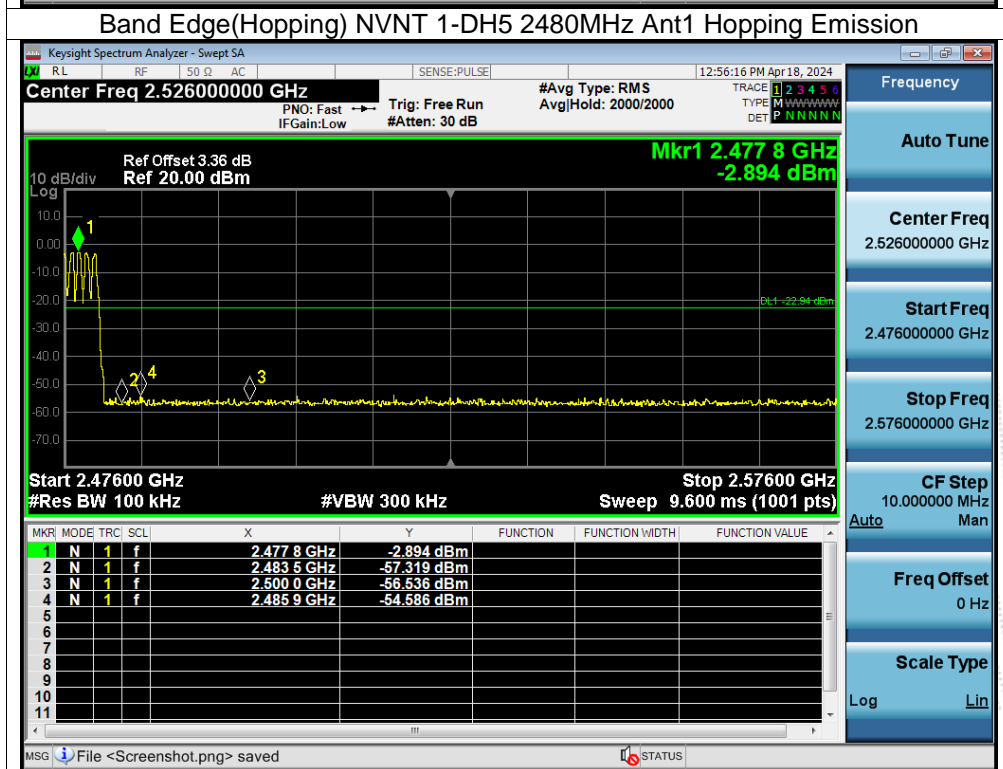 Band Edge(Hopping) NVNT 1-DH5 2480MHz Ant1 Hopping Emission
Keysight Spectrum Analyzer - Swept SA
LXI RL RF 50 Ω AC SENSE:PULSE 12:56:16 PM Apr 18, 2024
Center Freq 2.526000000 GHz #Avg Type: RMS TRACE 1 2 3 4 5 6
PNO: Fast Trig: Free Run Avg|Hold: 2000/2000 TYPE M WWWWW
IFGain:Low #Atten: 30 dB DET P N N N N N
Mkr1 2.477 8 GHz
Ref Offset 3.36 dB
10 dB/div Ref 20.00 dBm -2.894 dBm
Log
10.0
1
0.00
-10.0
-20.0
DL1 -22.94 dBm
-30.0
-40.0
2 4 3
-50.0
-60.0
-70.0
Start 2.47600 GHz Stop 2.57600 GHz
#Res BW 100 kHz #VBW 300 kHz Sweep 9.600 ms (1001 pts)
MKR MODE TRC SCL X Y FUNCTION FUNCTION WIDTH FUNCTION VALUE
1 N 1 f 2.477 8 GHz -2.894 dBm
2 N 1 f 2.483 5 GHz -57.319 dBm
3 N 1 f 2.500 0 GHz -56.536 dBm
4 N 1 f 2.485 9 GHz -54.586 dBm
5
6
7
8
9
10
11
MSG File <Screenshot.png> saved STATUS
Frequency
Auto Tune
Center Freq
2.526000000 GHz
Start Freq
2.476000000 GHz
Stop Freq
2.576000000 GHz
CF Step
10.000000 MHz
Auto Man
Freq Offset
0 Hz
Scale Type
Log Lin